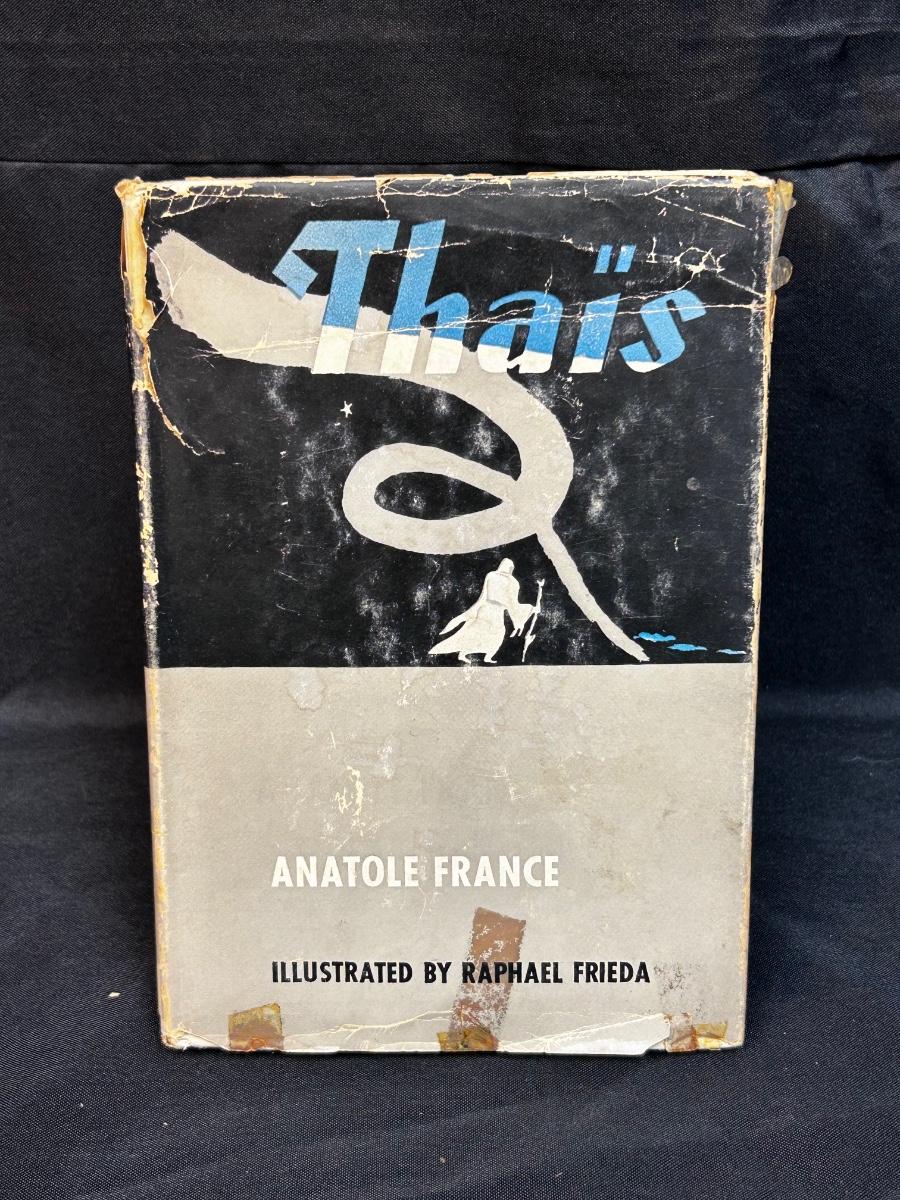 Thaïs
ANATOLE FRANCE
ILLUSTRATED BY RAPHAEL FRIEDA